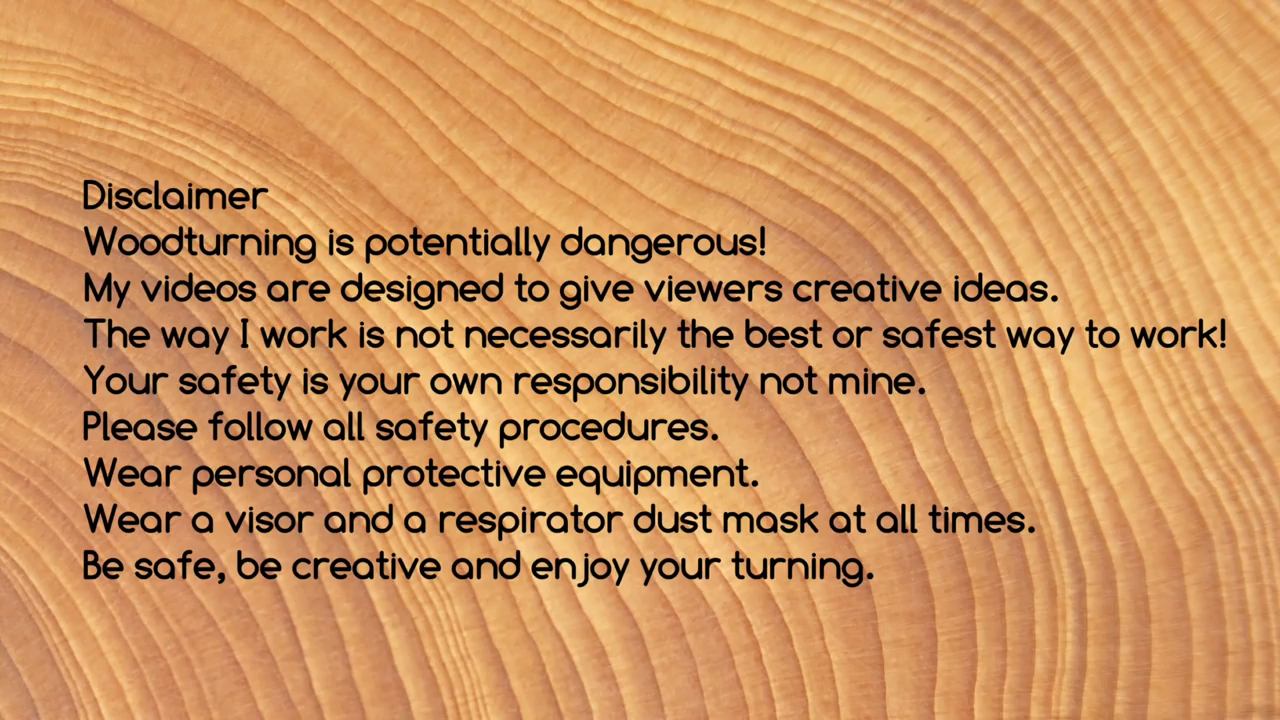 Disclaimer
Woodturning is potentially dangerous!
My videos are designed to give viewers creative ideas.
The way I work is not necessarily the best or safest way to work!
Your safety is your own responsibility not mine.
Please follow all safety procedures.
Wear personal protective equipment.
Wear a visor and a respirator dust mask at all times.
Be safe, be creative and enjoy your turning.